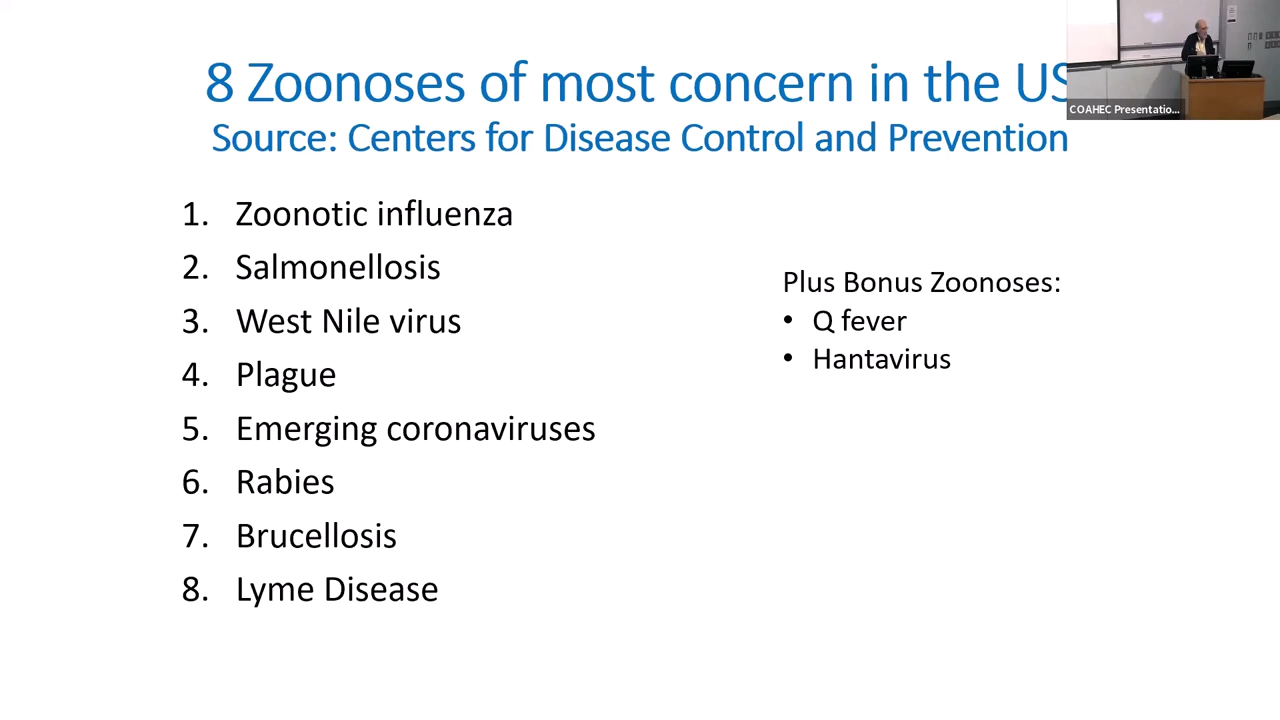 8 Zoonoses of most concern in the US
Source: Centers for Disease Control and Prevention
COAHEC Presentatio...
1. Zoonotic influenza
2. Salmonellosis
3. West Nile virus
4. Plague
5. Emerging coronaviruses
6. Rabies
7. Brucellosis
8. Lyme Disease
Plus Bonus Zoonoses:
• Q fever
• Hantavirus